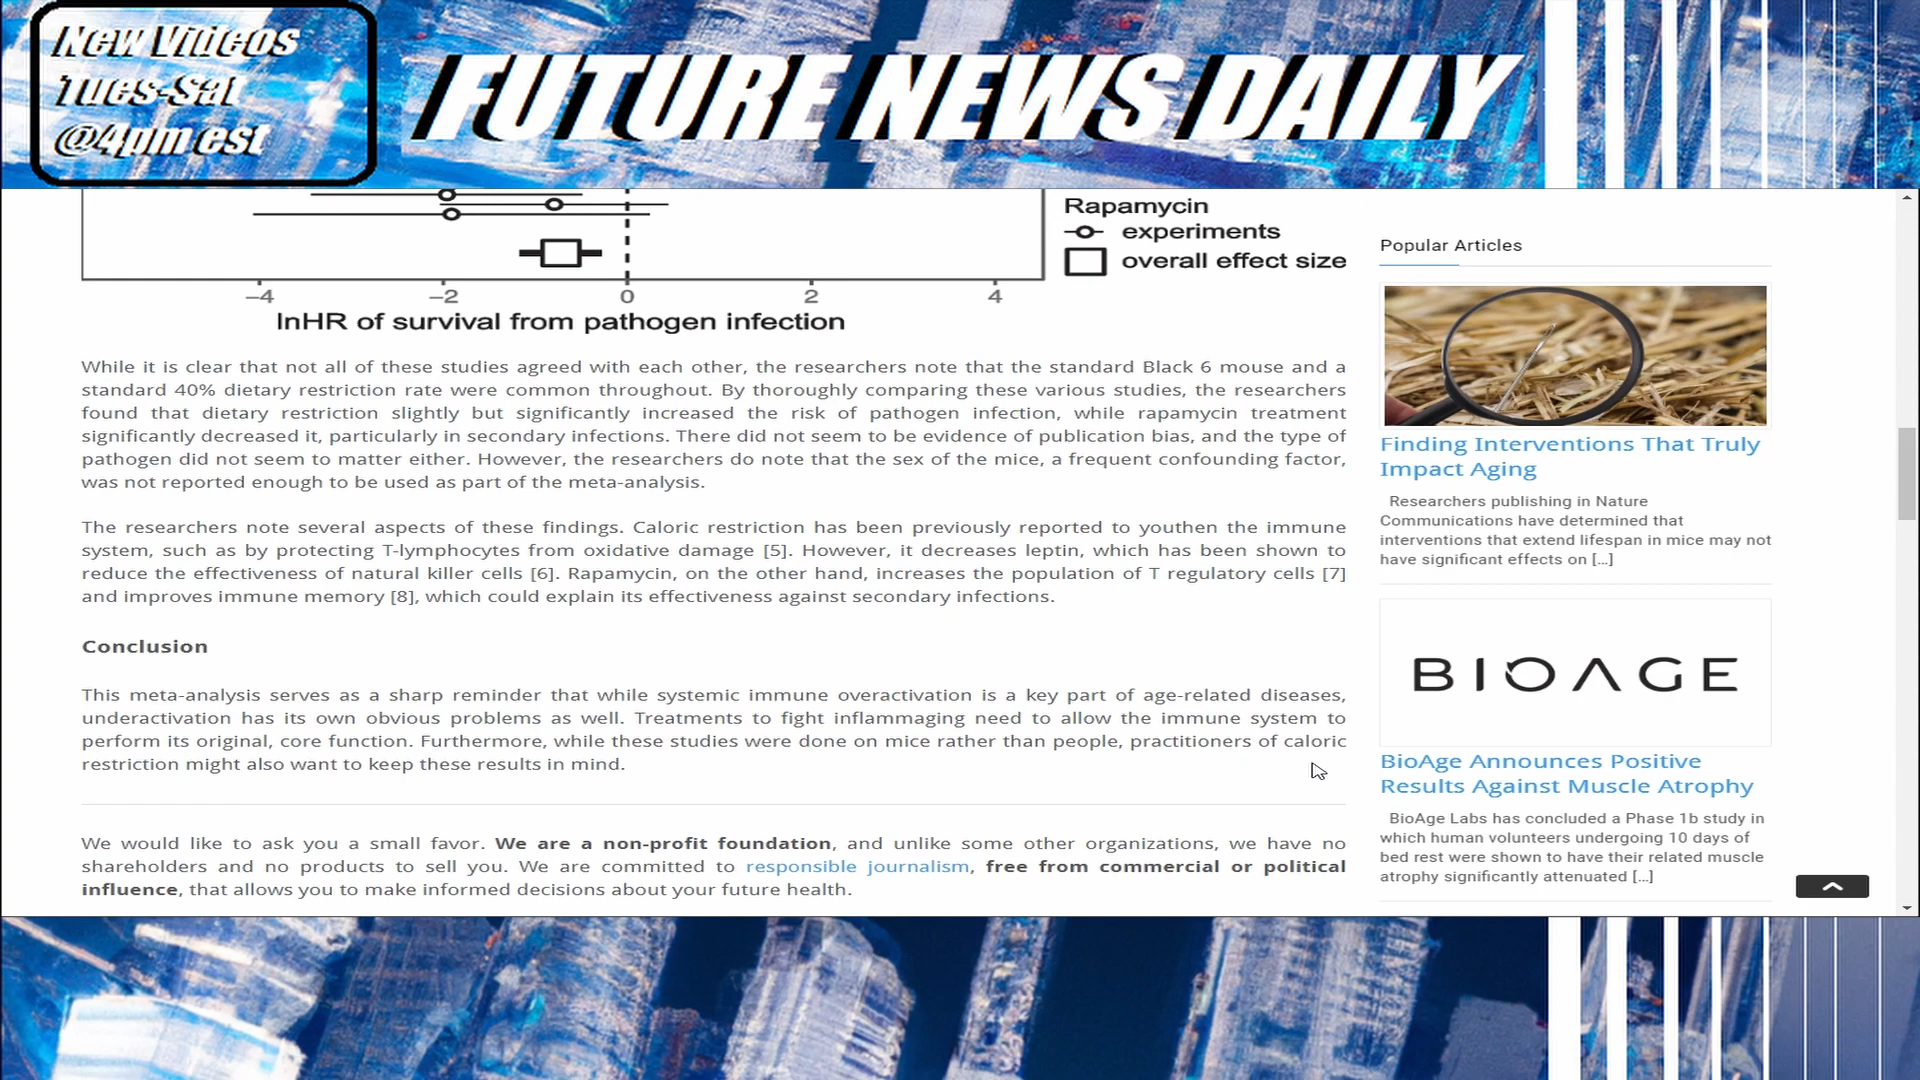 New Videos
Tues-Sat
@4pm est
FUTURE NEWS DAILY
Rapamycin
experiments
overall effect size
−4 −2 0 2 4
lnHR of survival from pathogen infection
While it is clear that not all of these studies agreed with each other, the researchers note that the standard Black 6 mouse and a
standard 40% dietary restriction rate were common throughout. By thoroughly comparing these various studies, the researchers
found that dietary restriction slightly but significantly increased the risk of pathogen infection, while rapamycin treatment
significantly decreased it, particularly in secondary infections. There did not seem to be evidence of publication bias, and the type of
pathogen did not seem to matter either. However, the researchers do note that the sex of the mice, a frequent confounding factor,
was not reported enough to be used as part of the meta-analysis.
The researchers note several aspects of these findings. Caloric restriction has been previously reported to youthen the immune
system, such as by protecting T-lymphocytes from oxidative damage [5]. However, it decreases leptin, which has been shown to
reduce the effectiveness of natural killer cells [6]. Rapamycin, on the other hand, increases the population of T regulatory cells [7]
and improves immune memory [8], which could explain its effectiveness against secondary infections.
Conclusion
This meta-analysis serves as a sharp reminder that while systemic immune overactivation is a key part of age-related diseases,
underactivation has its own obvious problems as well. Treatments to fight inflammaging need to allow the immune system to
perform its original, core function. Furthermore, while these studies were done on mice rather than people, practitioners of caloric
restriction might also want to keep these results in mind.
We would like to ask you a small favor. We are a non-profit foundation, and unlike some other organizations, we have no
shareholders and no products to sell you. We are committed to responsible journalism, free from commercial or political
influence, that allows you to make informed decisions about your future health.
Popular Articles
Finding Interventions That Truly
Impact Aging
Researchers publishing in Nature
Communications have determined that
interventions that extend lifespan in mice may not
have significant effects on [...]
BIOAGE
BioAge Announces Positive
Results Against Muscle Atrophy
BioAge Labs has concluded a Phase 1b study in
which human volunteers undergoing 10 days of
bed rest were shown to have their related muscle
atrophy significantly attenuated [...]